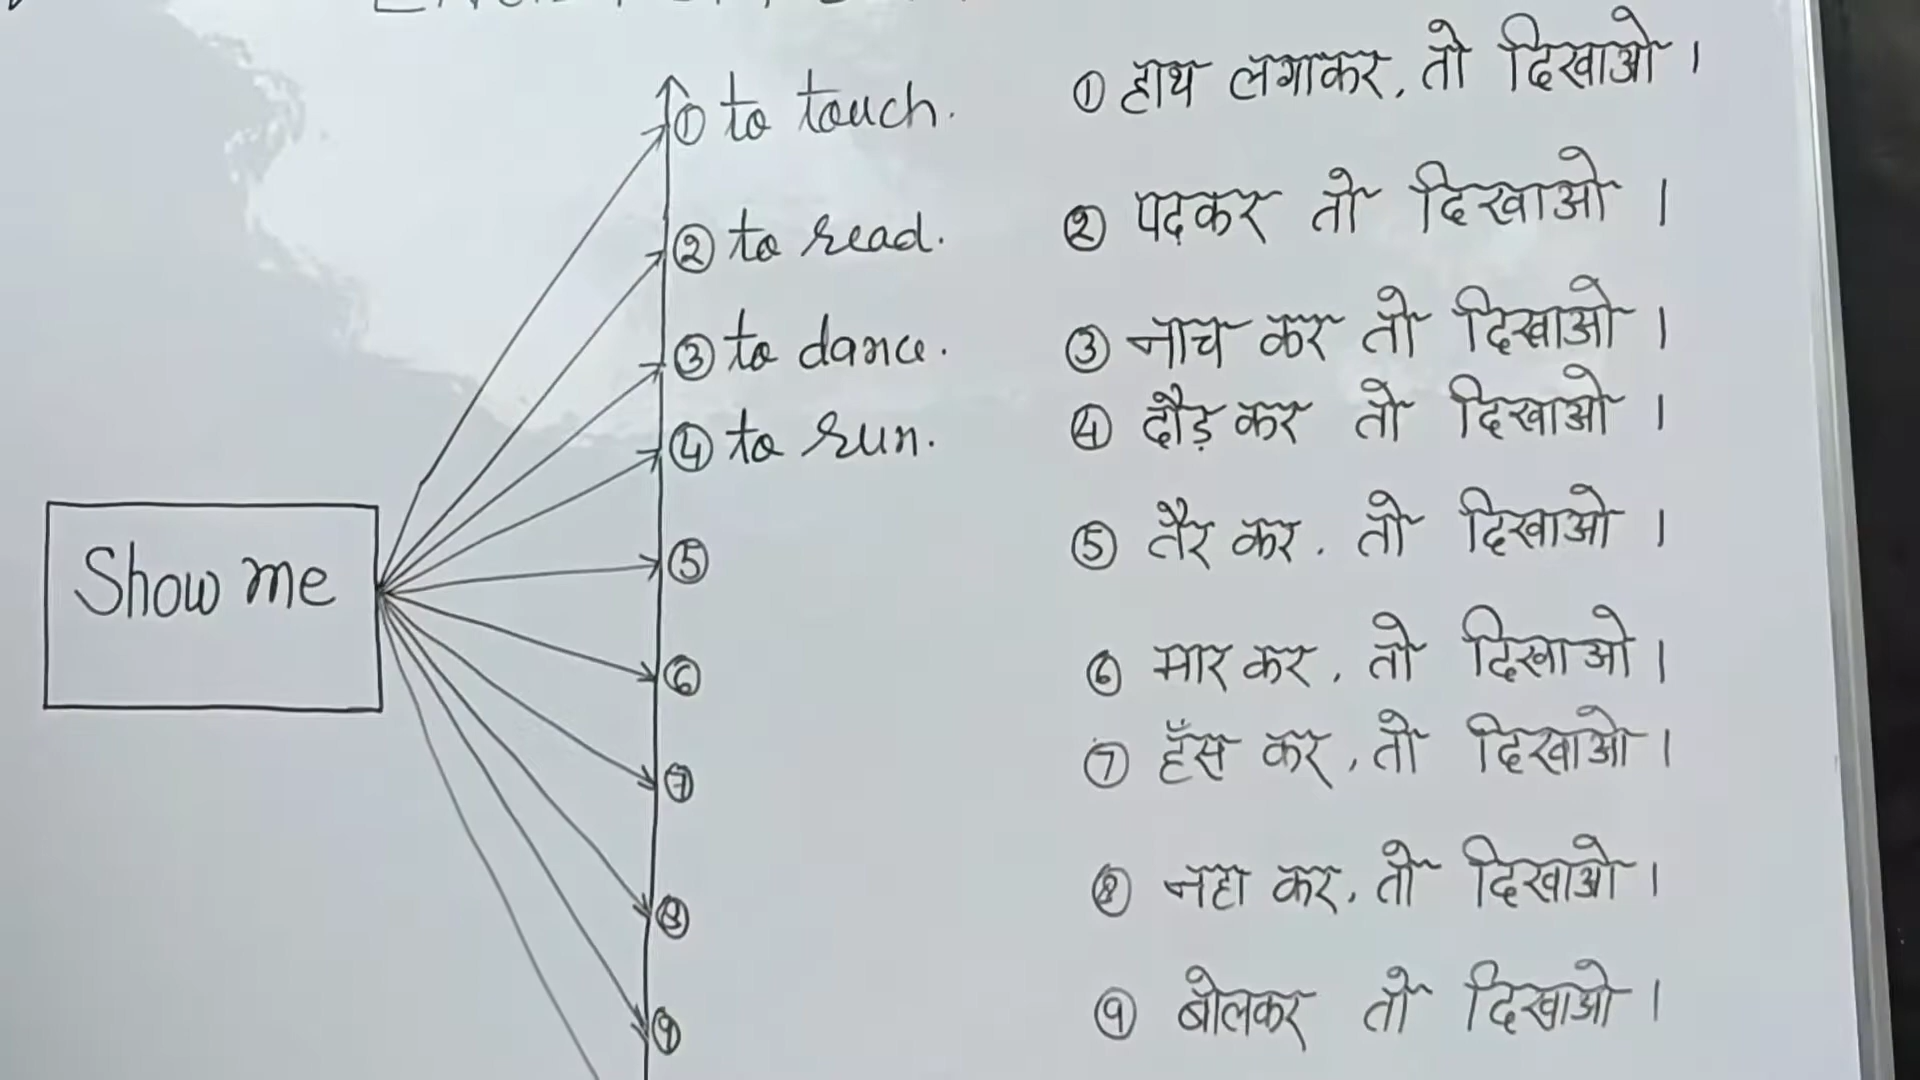 ① to touch. ① हाथ लगाकर, तो दिखाओ ।
② to read. ② पढ़कर तो दिखाओ ।
③ to dance. ③ नाच कर तो दिखाओ ।
④ to run. ④ दौड़ कर तो दिखाओ ।
⑤ ⑤ तैर कर, तो दिखाओ ।
Show me
⑥ ⑥ मार कर, तो दिखाओ ।
⑦ ⑦ हँस कर, तो दिखाओ ।
⑧ ⑧ नहा कर, तो दिखाओ ।
⑨ ⑨ बोलकर तो दिखाओ ।